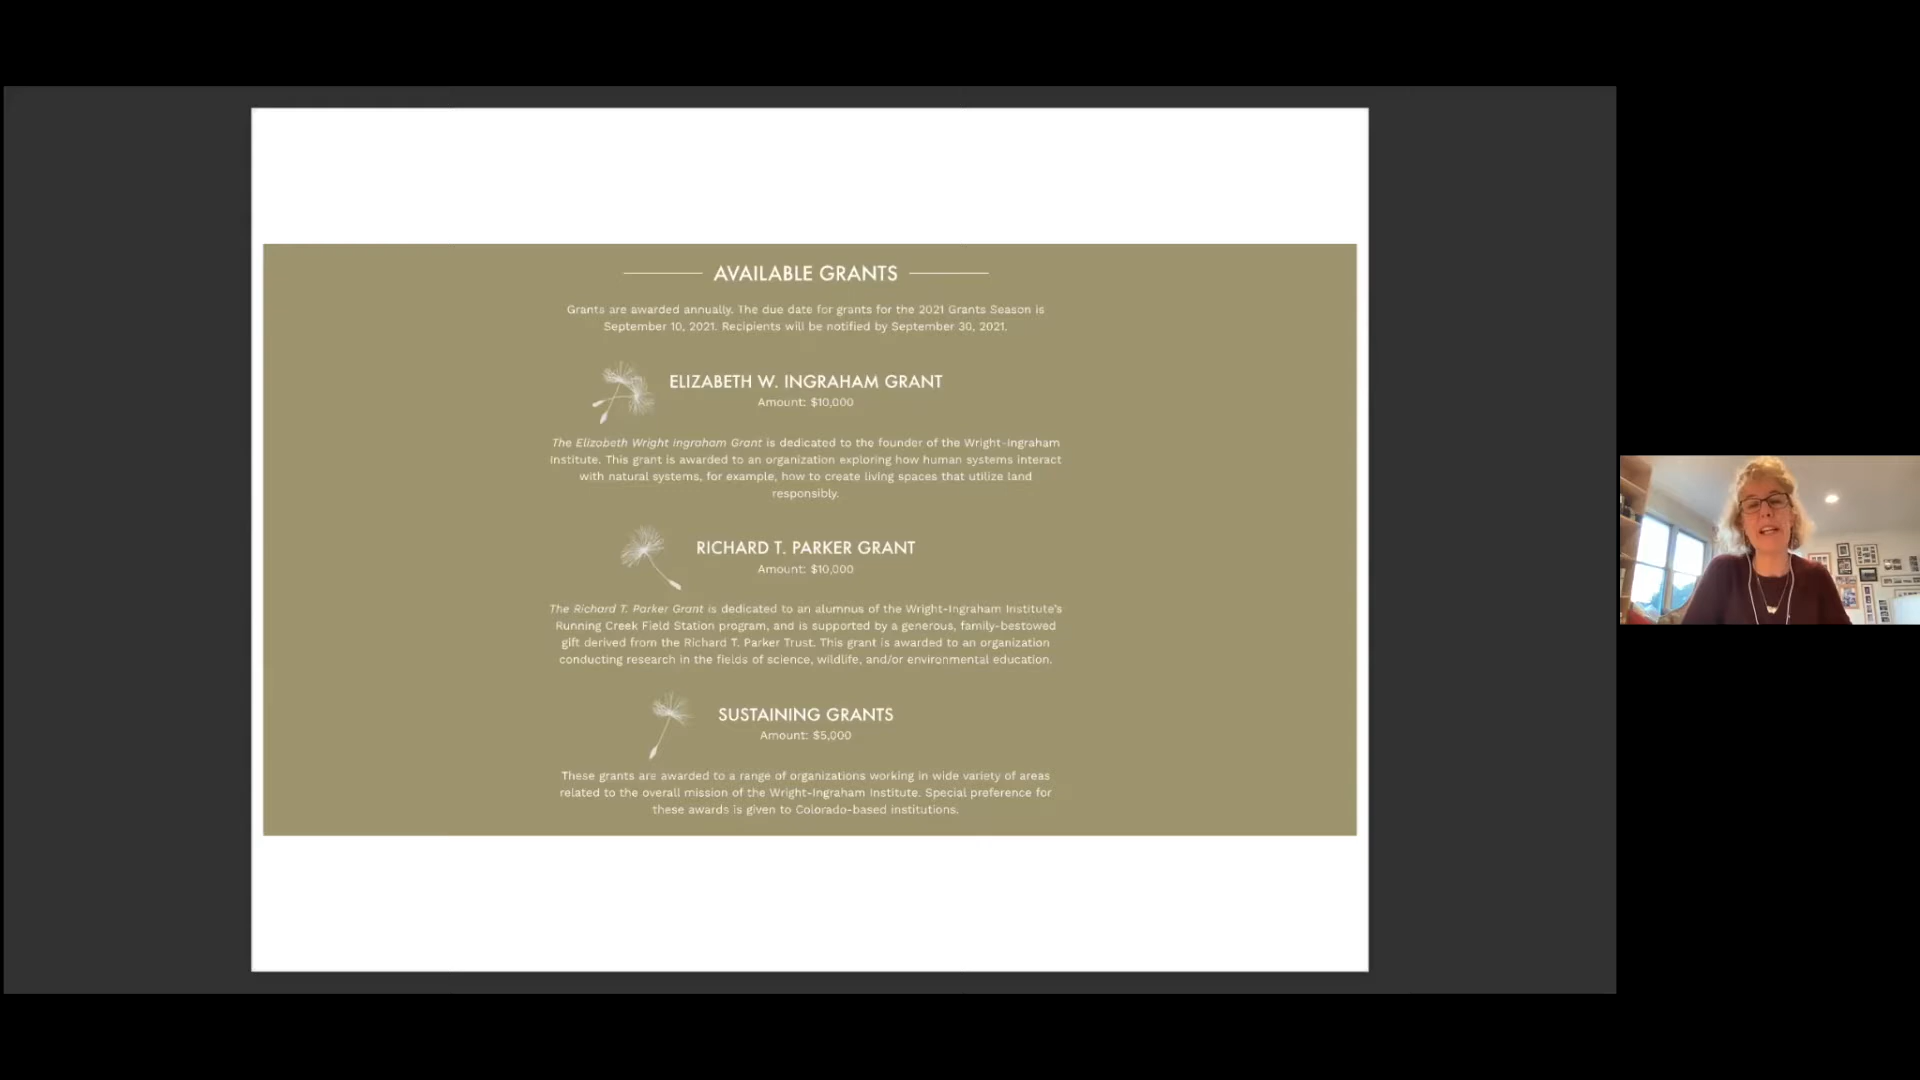 AVAILABLE GRANTS
Grants are awarded annually. The due date for grants for the 2021 Grants Season is
September 10, 2021. Recipients will be notified by September 30, 2021.
ELIZABETH W. INGRAHAM GRANT
Amount: $10,000
The Elizabeth Wright Ingraham Grant is dedicated to the founder of the Wright-Ingraham
Institute. This grant is awarded to an organization exploring how human systems interact
with natural systems, for example, how to create living spaces that utilize land
responsibly.
RICHARD T. PARKER GRANT
Amount: $10,000
The Richard T. Parker Grant is dedicated to an alumnus of the Wright-Ingraham Institute's
Running Creek Field Station program, and is supported by a generous, family-bestowed
gift derived from the Richard T. Parker Trust. This grant is awarded to an organization
conducting research in the fields of science, wildlife, and/or environmental education.
SUSTAINING GRANTS
Amount: $5,000
These grants are awarded to a range of organizations working in wide variety of areas
related to the overall mission of the Wright-Ingraham Institute. Special preference for
these awards is given to Colorado-based institutions.